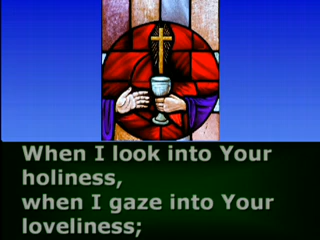 When I look into Your
holiness,
when I gaze into Your
loveliness;